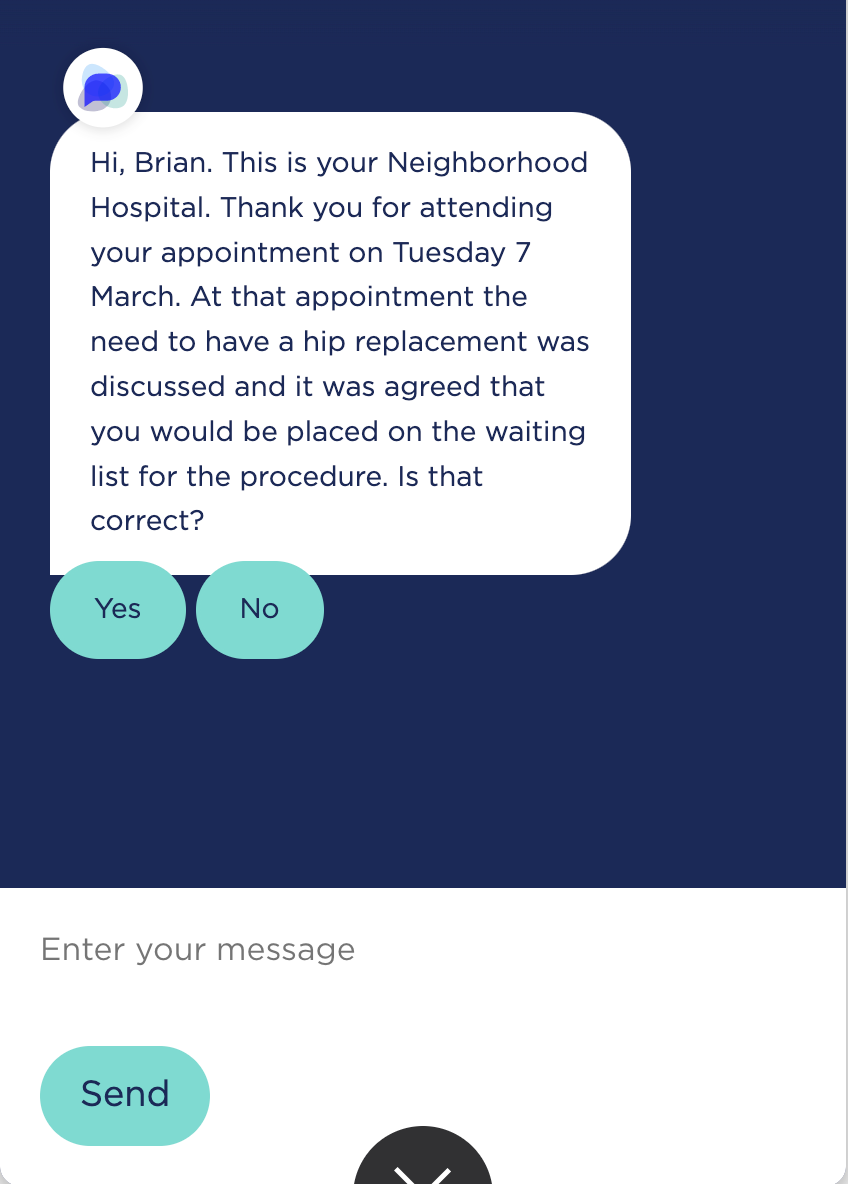 Hi, Brian. This is your Neighborhood
Hospital. Thank you for attending
your appointment on Tuesday 7
March. At that appointment the
need to have a hip replacement was
discussed and it was agreed that
you would be placed on the waiting
list for the procedure. Is that
correct?
Yes No
Enter your message
Send